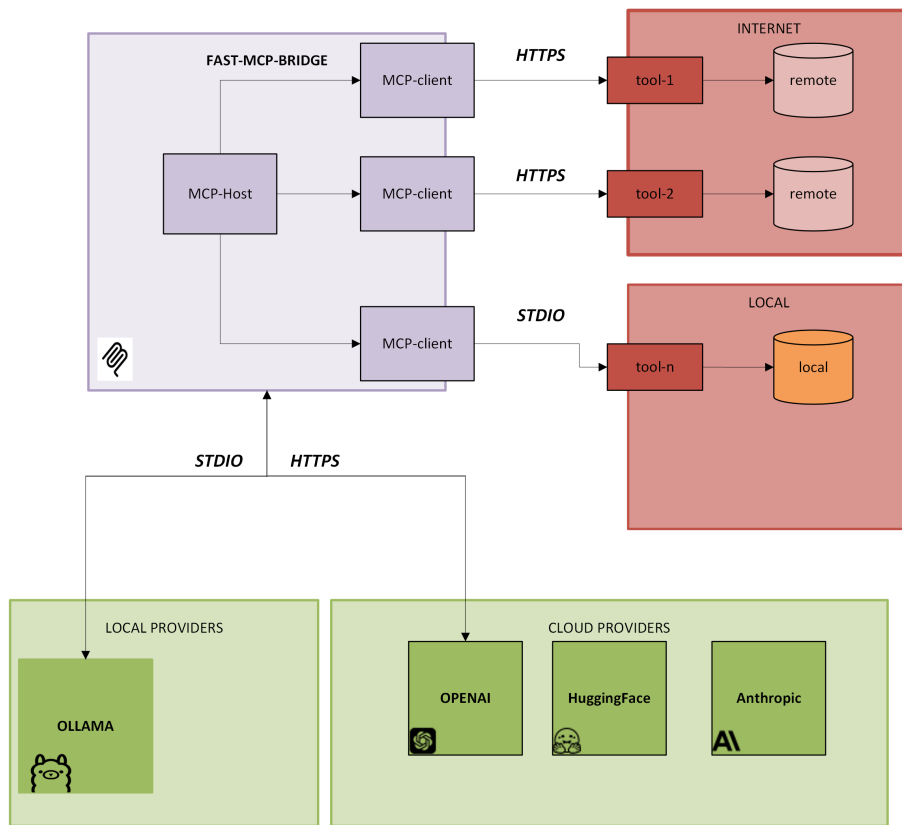 INTERNET
FAST-MCP-BRIDGE
HTTPS
MCP-client
tool-1
remote
MCP-Host
HTTPS
MCP-client
tool-2
remote
LOCAL
STDIO
MCP-client
tool-n
local
STDIO
HTTPS
LOCAL PROVIDERS
OLLAMA
CLOUD PROVIDERS
OPENAI
HuggingFace
Anthropic